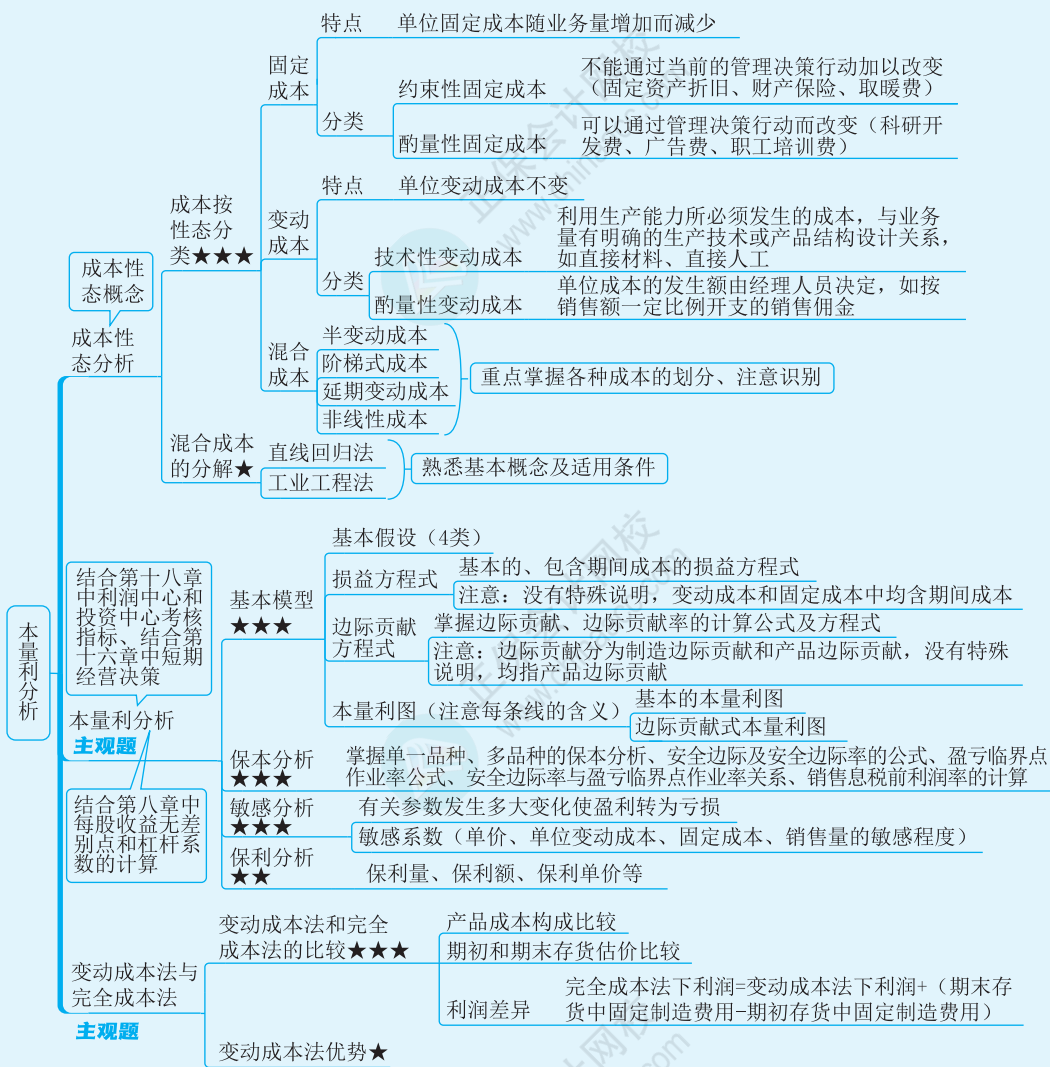 特点
单位固定成本随业务量增加而减少
固定
成本
约束性固定成本
不能通过当前的管理决策行动加以改变
（固定资产折旧、财产保险、取暖费）
分类
酌量性固定成本
可以通过管理决策行动而改变（科研开
发费、广告费、职工培训费）
成本按
性态分
类★★★
特点
单位变动成本不变
变动
成本
技术性变动成本
利用生产能力所必须发生的成本，与业务
量有明确的生产技术或产品结构设计关系，
如直接材料、直接人工
分类
酌量性变动成本
单位成本的发生额由经理人员决定，如按
销售额一定比例开支的销售佣金
成本性
态概念
成本性
态分析
混合
成本
半变动成本
阶梯式成本
延期变动成本
非线性成本
重点掌握各种成本的划分、注意识别
混合成本
的分解★
直线回归法
工业工程法
熟悉基本概念及适用条件
本量利分析
结合第十八章
中利润中心和
投资中心考核
指标、结合第
十六章中短期
经营决策
本量利分析
主观题
结合第八章中
每股收益无差
别点和杠杆系
数的计算
基本模型
★★★
基本假设（4类）
损益方程式
基本的、包含期间成本的损益方程式
注意：没有特殊说明，变动成本和固定成本中均含期间成本
边际贡献
方程式
掌握边际贡献、边际贡献率的计算公式及方程式
注意：边际贡献分为制造边际贡献和产品边际贡献，没有特殊
说明，均指产品边际贡献
本量利图（注意每条线的含义）
基本的本量利图
边际贡献式本量利图
保本分析
★★★
掌握单一品种、多品种的保本分析、安全边际及安全边际率的公式、盈亏临界点
作业率公式、安全边际率与盈亏临界点作业率关系、销售息税前利润率的计算
敏感分析
★★★
有关参数发生多大变化使盈利转为亏损
敏感系数（单价、单位变动成本、固定成本、销售量的敏感程度）
保利分析
★★
保利量、保利额、保利单价等
变动成本法与
完全成本法
主观题
变动成本法和完全
成本法的比较★★★
产品成本构成比较
期初和期末存货估价比较
利润差异
完全成本法下利润=变动成本法下利润+（期末存
货中固定制造费用-期初存货中固定制造费用）
变动成本法优势★